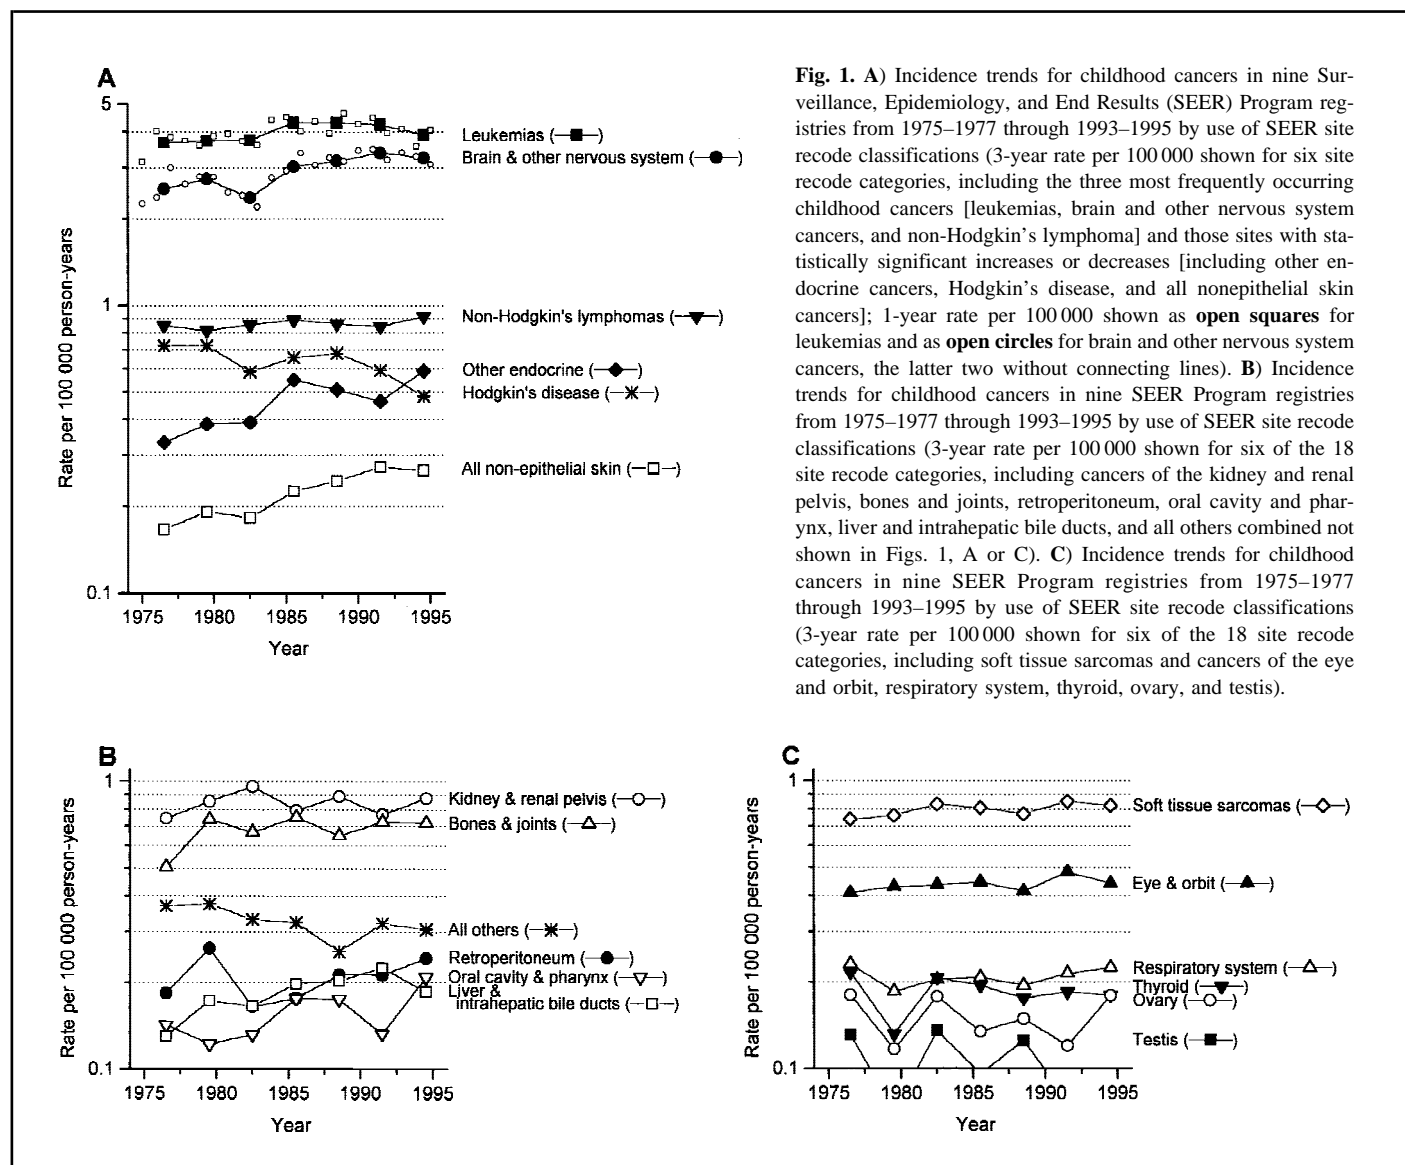 A
5
1
0.1
Rate per 100 000 person-years
1975 1980 1985 1990 1995
Year
Leukemias (—■—)
Brain & other nervous system (—●—)
Non-Hodgkin's lymphomas (—▼—)
Other endocrine (—◆—)
Hodgkin's disease (—✳—)
All non-epithelial skin (—□—)
Fig. 1. A) Incidence trends for childhood cancers in nine Sur-
veillance, Epidemiology, and End Results (SEER) Program reg-
istries from 1975–1977 through 1993–1995 by use of SEER site
recode classifications (3-year rate per 100 000 shown for six site
recode categories, including the three most frequently occurring
childhood cancers [leukemias, brain and other nervous system
cancers, and non-Hodgkin's lymphoma] and those sites with sta-
tistically significant increases or decreases [including other en-
docrine cancers, Hodgkin's disease, and all nonepithelial skin
cancers]; 1-year rate per 100 000 shown as open squares for
leukemias and as open circles for brain and other nervous system
cancers, the latter two without connecting lines). B) Incidence
trends for childhood cancers in nine SEER Program registries
from 1975–1977 through 1993–1995 by use of SEER site recode
classifications (3-year rate per 100 000 shown for six of the 18
site recode categories, including cancers of the kidney and renal
pelvis, bones and joints, retroperitoneum, oral cavity and phar-
ynx, liver and intrahepatic bile ducts, and all others combined not
shown in Figs. 1, A or C). C) Incidence trends for childhood
cancers in nine SEER Program registries from 1975–1977
through 1993–1995 by use of SEER site recode classifications
(3-year rate per 100 000 shown for six of the 18 site recode
categories, including soft tissue sarcomas and cancers of the eye
and orbit, respiratory system, thyroid, ovary, and testis).
B
1
0.1
Rate per 100 000 person-years
1975 1980 1985 1990 1995
Year
Kidney & renal pelvis (—○—)
Bones & joints (—△—)
All others (—✳—)
Retroperitoneum (—●—)
Oral cavity & pharynx (—▽—)
Liver &
intrahepatic bile ducts (—□—)
C
1
0.1
Rate per 100 000 person-years
1975 1980 1985 1990 1995
Year
Soft tissue sarcomas (—◇—)
Eye & orbit (—▲—)
Respiratory system (—△—)
Thyroid (—▼—)
Ovary (—○—)
Testis (—■—)